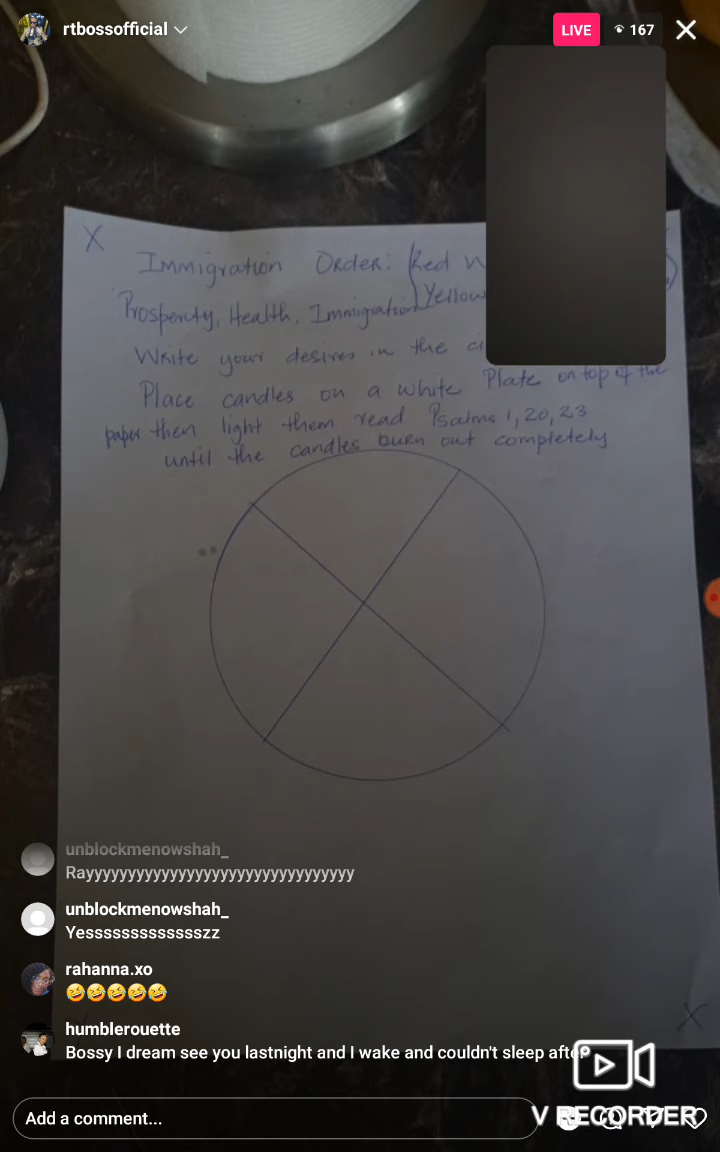 rtbossofficial
LIVE
167
X
Immigration Order: (Red
Prosperity, Health, Immigration Yellow
Write your desires in the
Place candles on a white Plate on top of the
paper then light them read Psalms 1, 20, 23
until the candles burn out completely
unblockmenowshah_
Rayyyyyyyyyyyyyyyyyyyyyyyyyyyyyyyy
unblockmenowshah_
Yesssssssssssssszz
rahanna.xo
🤣🤣🤣🤣🤣
humblerouette
Bossy I dream see you lastnight and I wake and couldn't sleep after
X
Add a comment...
V RECORDER